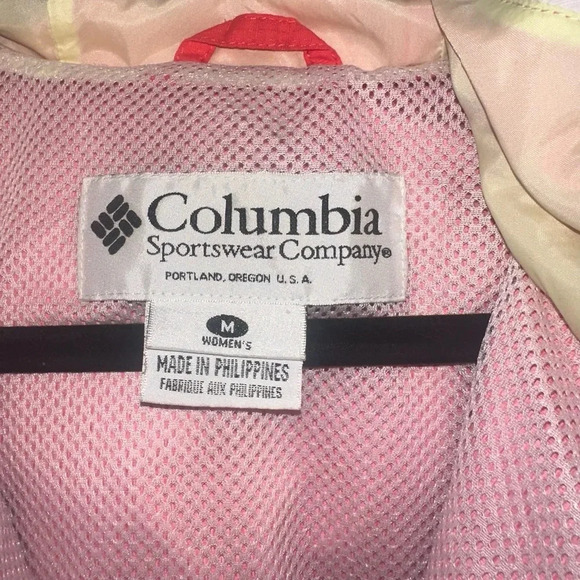 Columbia
Sportswear Company®
PORTLAND, OREGON U.S.A.
M
WOMEN'S
MADE IN PHILIPPINES
FABRIQUE AUX PHILIPPINES